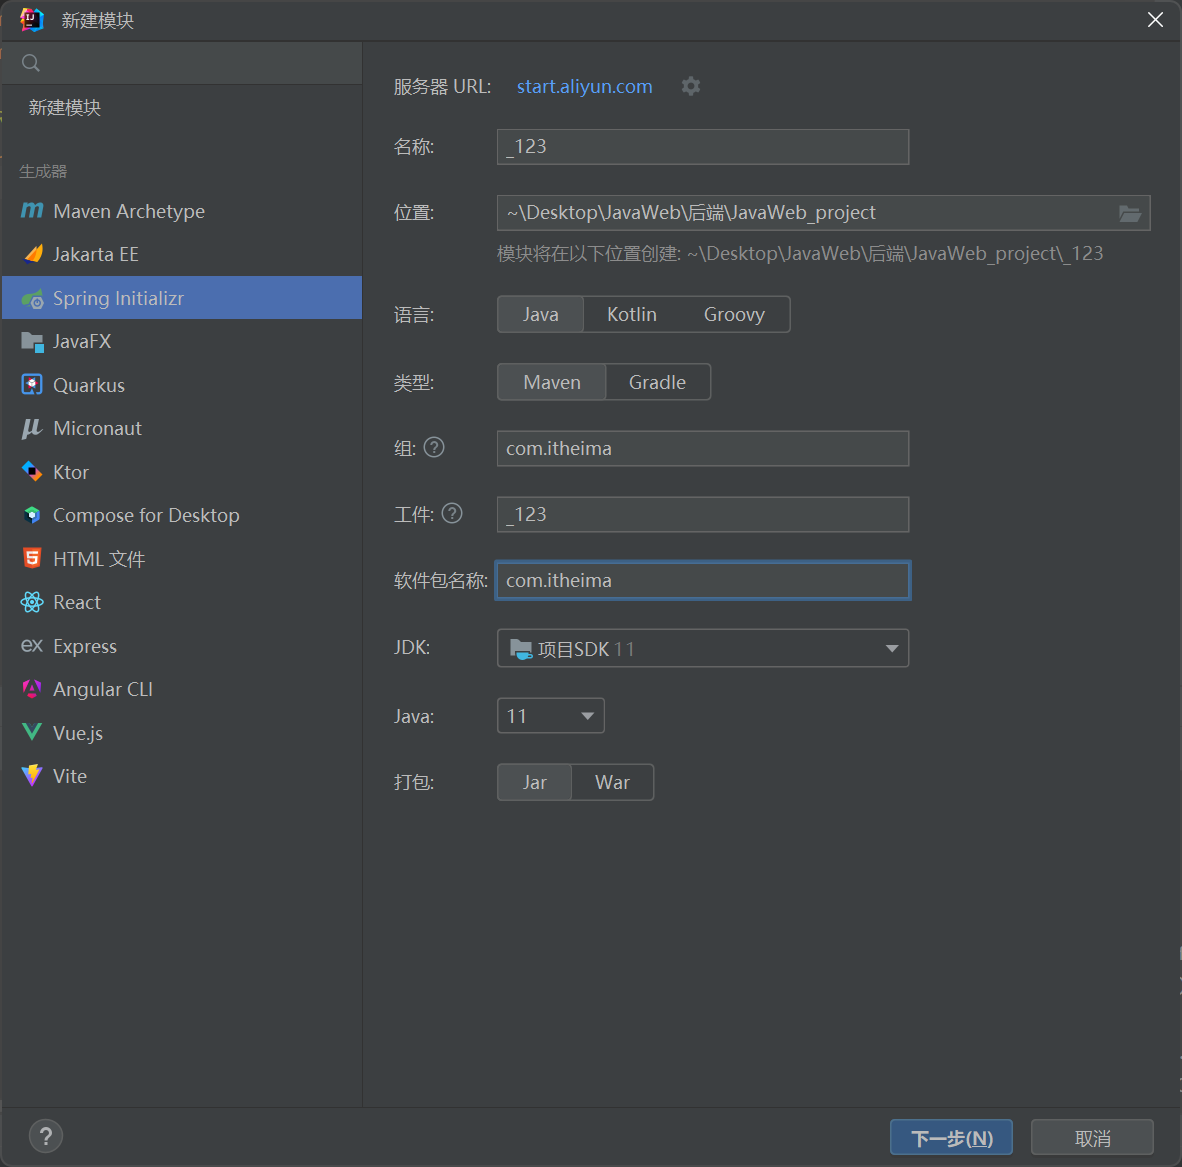 新建模块
新建模块
生成器
Maven Archetype
Jakarta EE
Spring Initializr
JavaFX
Quarkus
Micronaut
Ktor
Compose for Desktop
HTML 文件
React
ex Express
Angular CLI
Vue.js
Vite
服务器 URL: start.aliyun.com
名称: _123
位置: ~\Desktop\JavaWeb\后端\JavaWeb_project
模块将在以下位置创建: ~\Desktop\JavaWeb\后端\JavaWeb_project\_123
语言: Java Kotlin Groovy
类型: Maven Gradle
组: ? com.itheima
工件: ? _123
软件包名称: com.itheima
JDK: 项目SDK 11
Java: 11
打包: Jar War
? 下一步(N) 取消